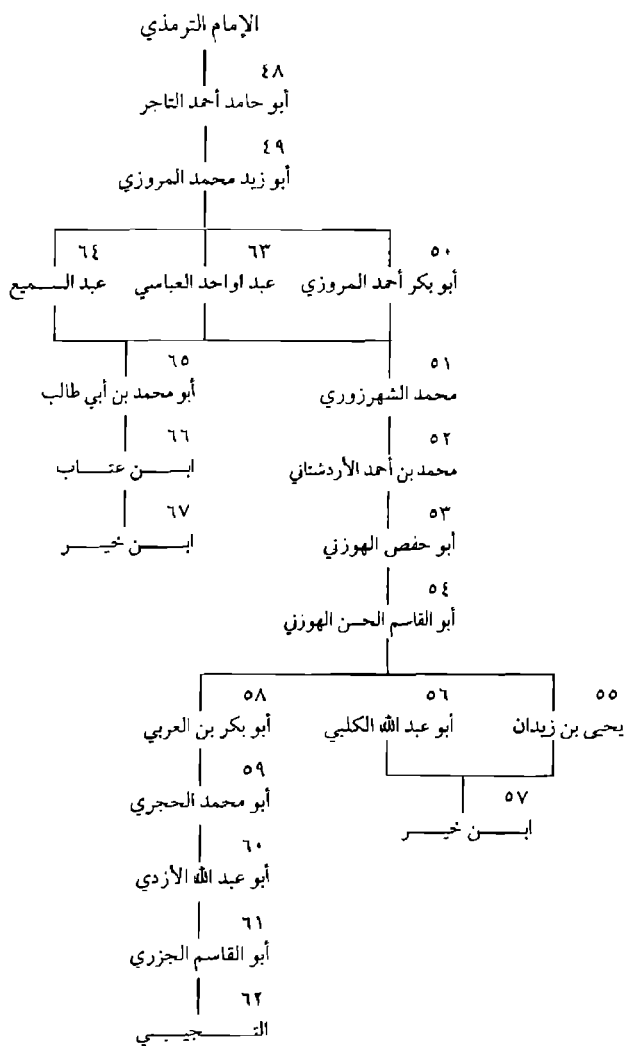 الإمام الترمذي
٤٨
أبو حامد أحمد التاجر
٤٩
أبو زيد محمد المروزي
٥٠
أبو بكر أحمد المروزي
٦٣
عبد اواحد العباسي
٦٤
عبد السميع
٥١
محمد الشهرزوري
٦٥
أبو محمد بن أبي طالب
٥٢
محمد بن أحمد الأردشتاني
٦٦
ابن عتاب
٥٣
أبو حفص الهوزني
٦٧
ابن خير
٥٤
أبو القاسم الحسن الهوزني
٥٥
يحيى بن زيدان
٥٦
أبو عبد الله الكلبي
٥٨
أبو بكر بن العربي
٥٧
ابن خير
٥٩
أبو محمد الحجري
٦٠
أبو عبد الله الأزدي
٦١
أبو القاسم الجزري
٦٢
التجيبي